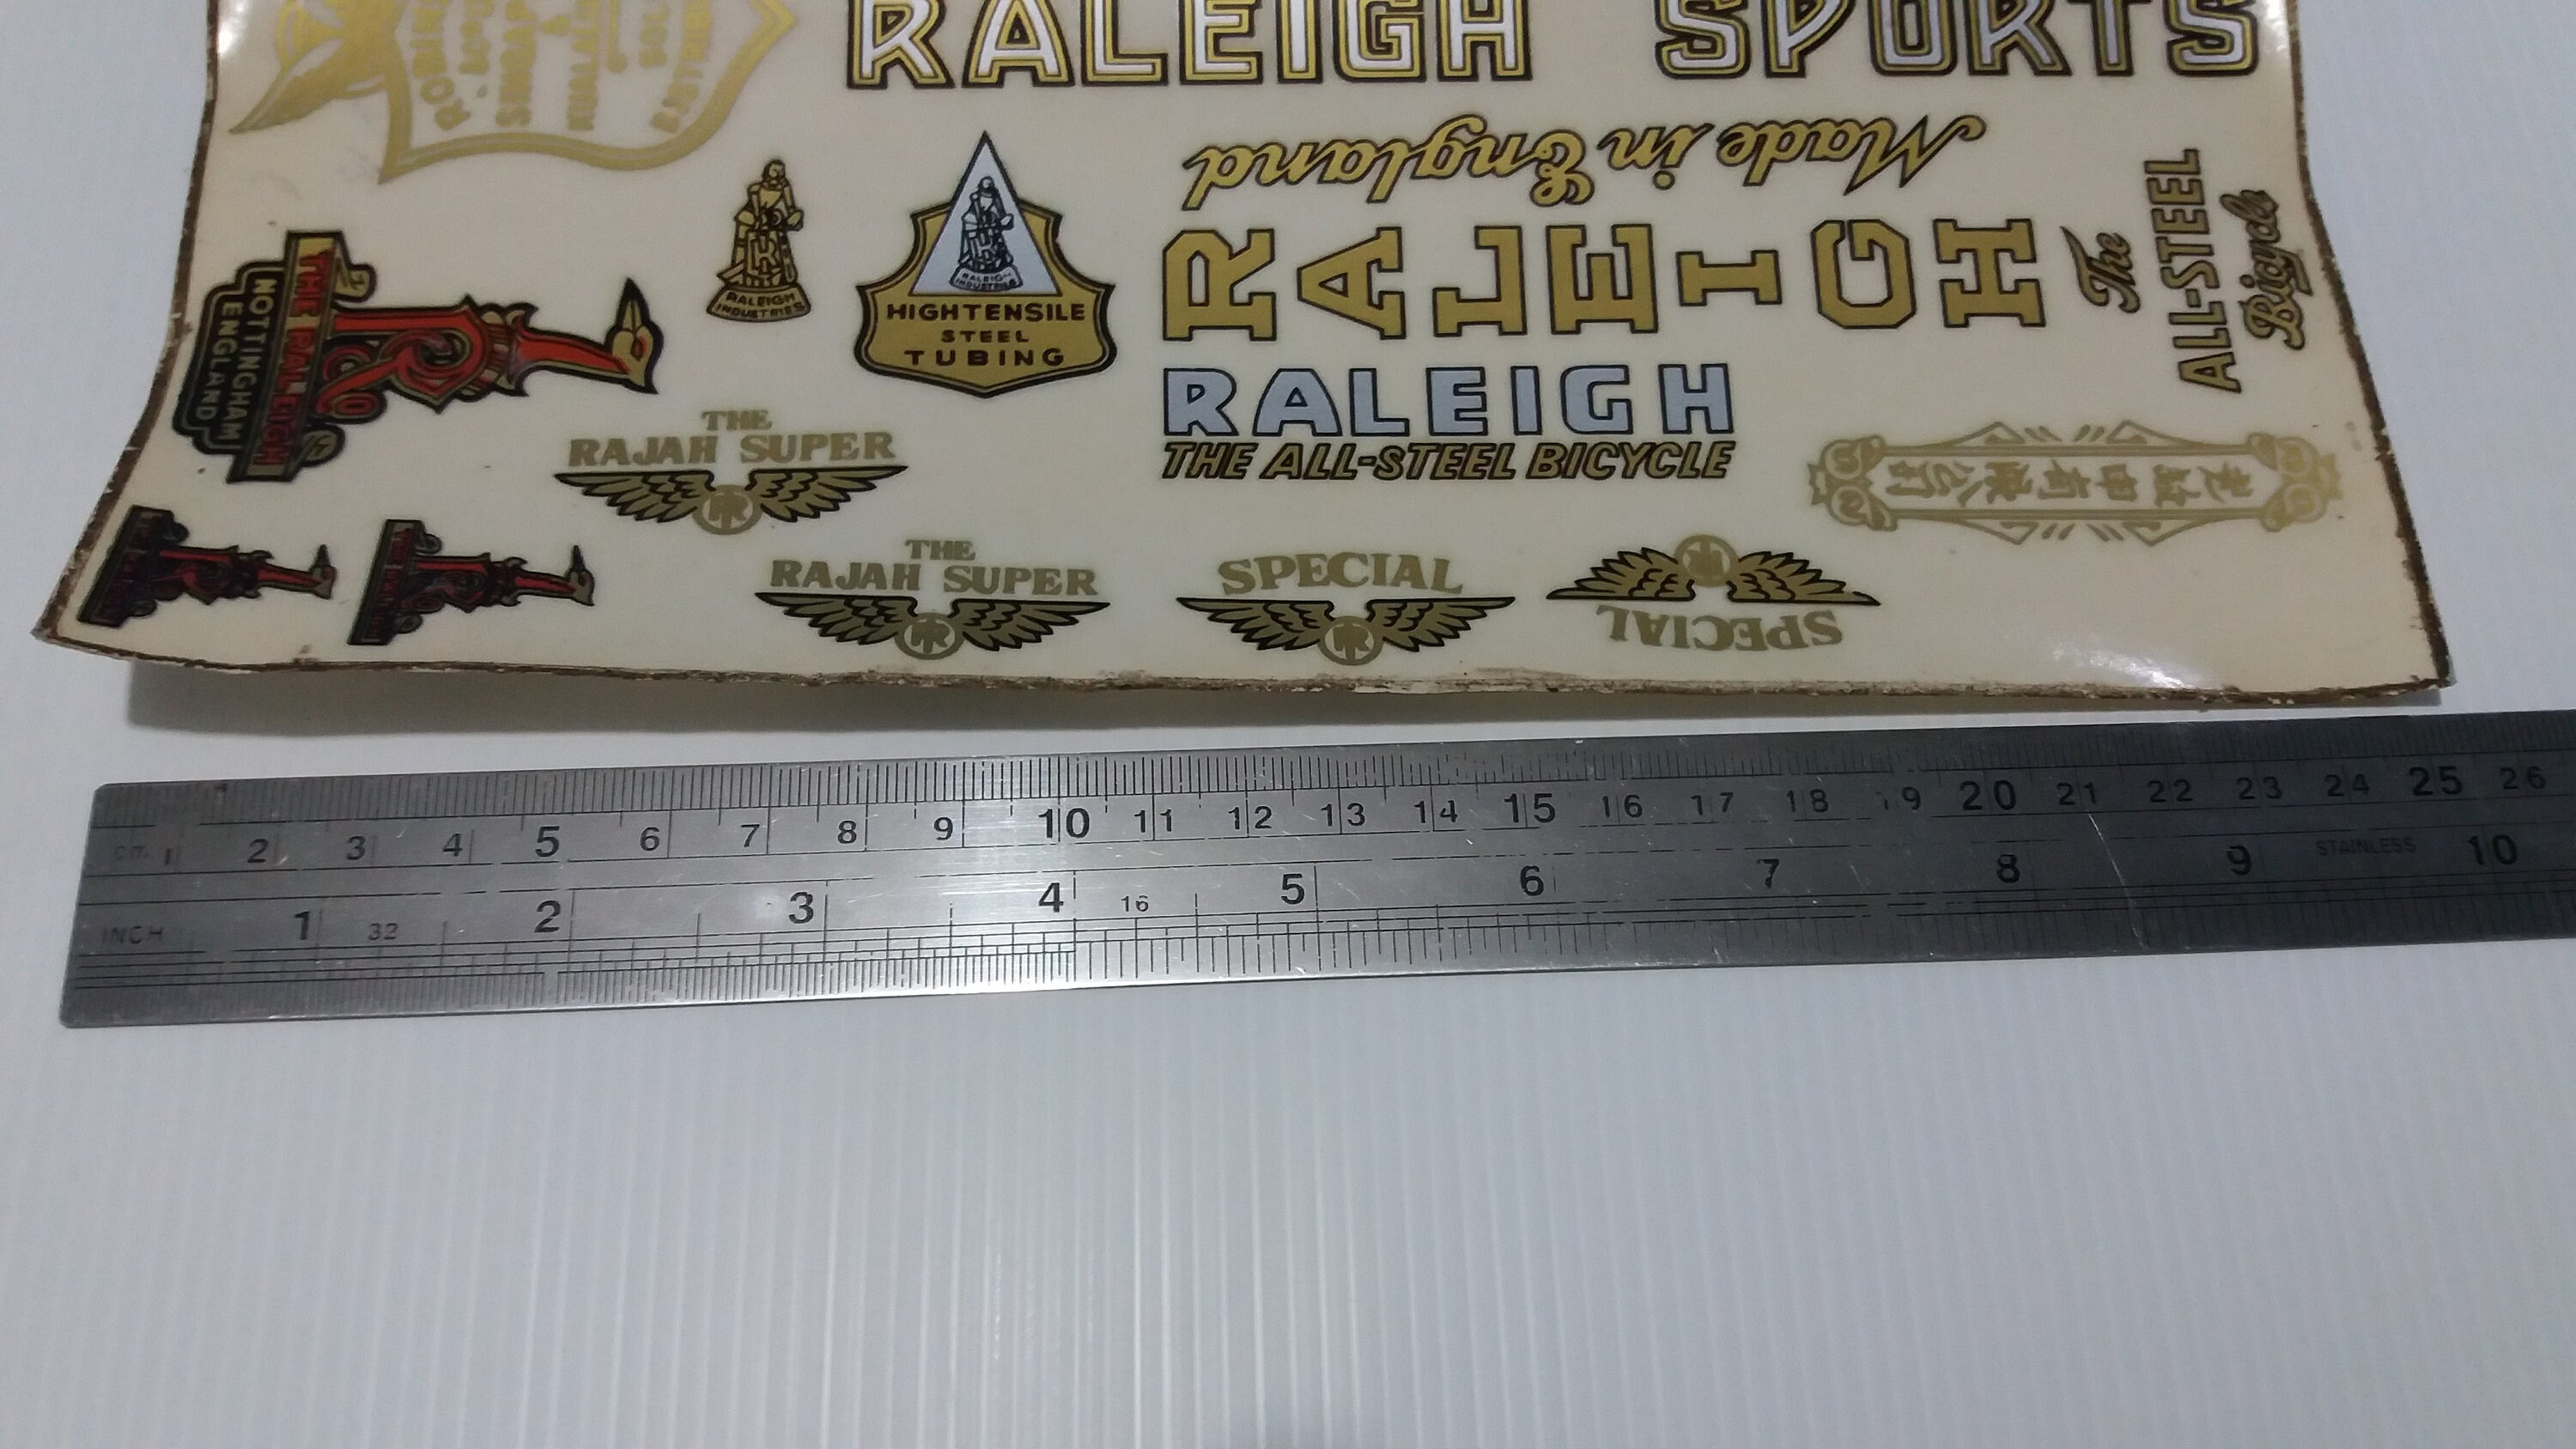 RALEIGH SPORTS
Made in England
RALEIGH
INDUSTRIES
RALEIGH
INDUSTRIES
HIGHTENSILE
STEEL
TUBING
RALEIGH
The
ALL-STEEL
Bicycle
THE RALEIGH
NOTTINGHAM
ENGLAND
RALEIGH
THE ALL-STEEL BICYCLE
THE
RAJAH SUPER
THE
RAJAH SUPER
SPECIAL
SPECIAL
cm. 1 2 3 4 5 6 7 8 9 10 11 12 13 14 15 16 17 18 19 20 21 22 23 24 25 26
INCH 1 32 2 3 4 16 5 6 7 8 9 STAINLESS 10